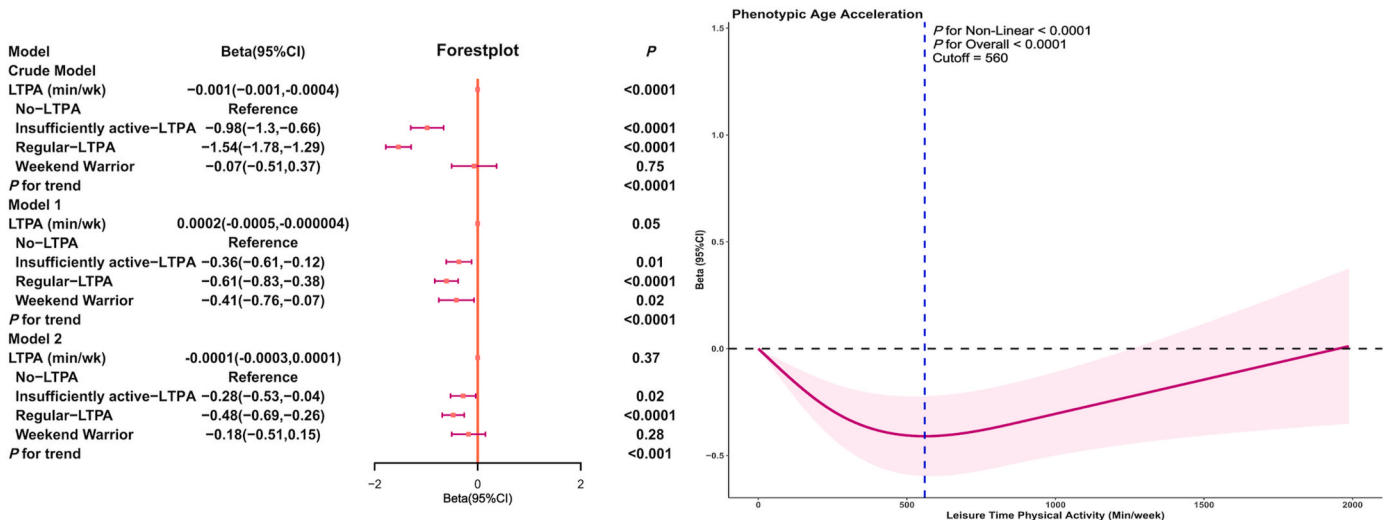 Model Beta(95%CI) Forestplot P
Crude Model
LTPA (min/wk) −0.001(−0.001,−0.0004) <0.0001
No−LTPA Reference
Insufficiently active−LTPA −0.98(−1.3,−0.66) <0.0001
Regular−LTPA −1.54(−1.78,−1.29) <0.0001
Weekend Warrior −0.07(−0.51,0.37) 0.75
P for trend <0.0001
Model 1
LTPA (min/wk) 0.0002(-0.0005,-0.000004) 0.05
No−LTPA Reference
Insufficiently active−LTPA −0.36(−0.61,−0.12) 0.01
Regular−LTPA −0.61(−0.83,−0.38) <0.0001
Weekend Warrior −0.41(−0.76,−0.07) 0.02
P for trend <0.0001
Model 2
LTPA (min/wk) -0.0001(-0.0003,0.0001) 0.37
No−LTPA Reference
Insufficiently active−LTPA −0.28(−0.53,−0.04) 0.02
Regular−LTPA −0.48(−0.69,−0.26) <0.0001
Weekend Warrior −0.18(−0.51,0.15) 0.28
P for trend <0.001
−2 0 2
Beta(95%CI)
Phenotypic Age Acceleration
P for Non-Linear < 0.0001
P for Overall < 0.0001
Cutoff = 560
1.5
1.0
0.5
0.0
−0.5
Beta (95%CI)
0 500 1000 1500 2000
Leisure Time Physical Activity (Min/week)